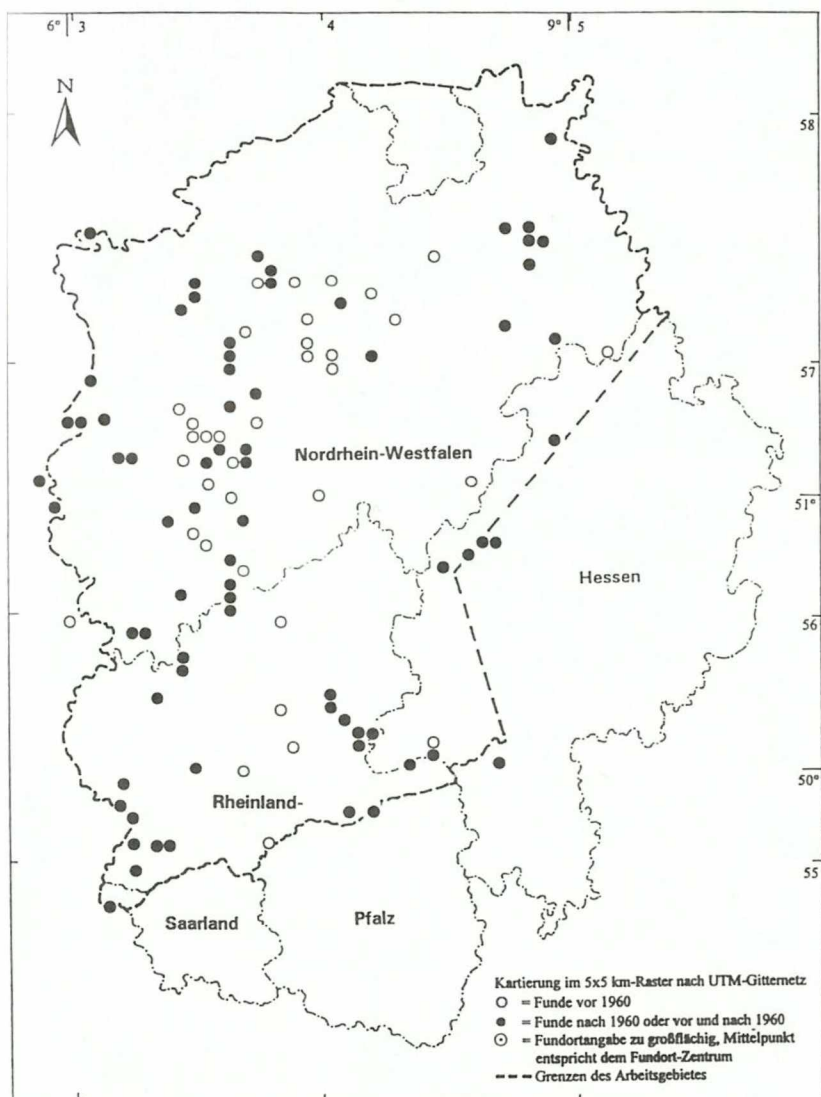 6° 3 4 9° 5
N
58
57
Nordrhein-Westfalen
51°
Hessen
56
50°
Rheinland-
55
Saarland
Pfalz
Kartierung im 5x5 km-Raster nach UTM-Gitternetz
= Funde vor 1960
= Funde nach 1960 oder vor und nach 1960
= Fundortangabe zu großflächig, Mittelpunkt
entspricht dem Fundort-Zentrum
Grenzen des Arbeitsgebietes